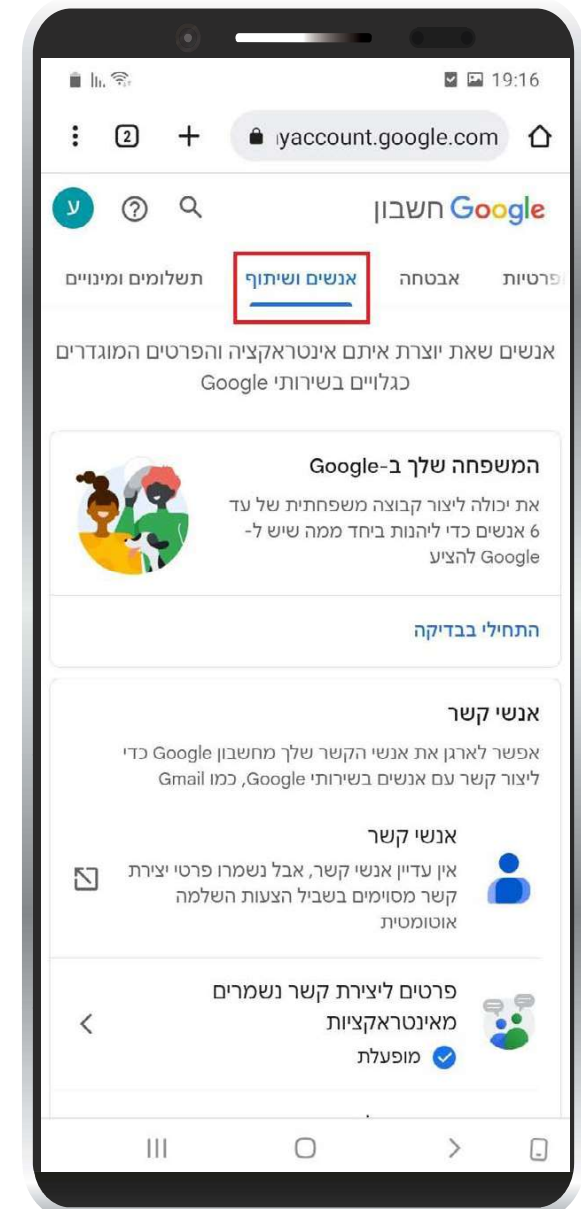 19:16
2
yaccount.google.com
חשבון Google
ע
פרטיות אבטחה אנשים ושיתוף תשלומים ומינויים
אנשים שאת יוצרת איתם אינטראקציה והפרטים המוגדרים
כגלויים בשירותי Google
המשפחה שלך ב-Google
את יכולה ליצור קבוצה משפחתית של עד
6 אנשים כדי ליהנות ביחד ממה שיש ל-
Google להציע
התחילי בבדיקה
אנשי קשר
אפשר לארגן את אנשי הקשר שלך מחשבון Google כדי
ליצור קשר עם אנשים בשירותי Google, כמו Gmail
אנשי קשר
אין עדיין אנשי קשר, אבל נשמרו פרטי יצירת
קשר מסוימים בשביל הצעות השלמה
אוטומטית
פרטים ליצירת קשר נשמרים
מאינטראקציות
מופעלת